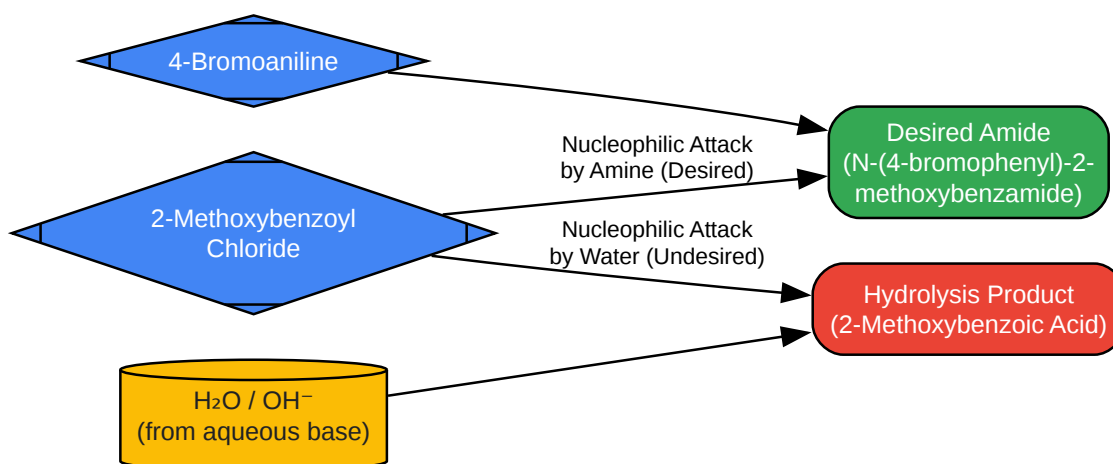 4-Bromoaniline
2-Methoxybenzoyl
Chloride
H₂O / OH⁻
(from aqueous base)
Nucleophilic Attack
by Amine (Desired)
Nucleophilic Attack
by Water (Undesired)
Desired Amide
(N-(4-bromophenyl)-2-
methoxybenzamide)
Hydrolysis Product
(2-Methoxybenzoic Acid)